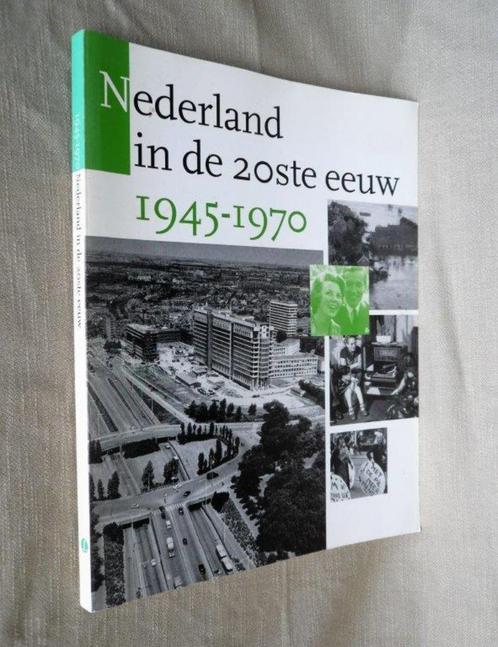 Nederland
in de 20ste eeuw
1945-1970
1945-1970 Nederland in de 20ste eeuw